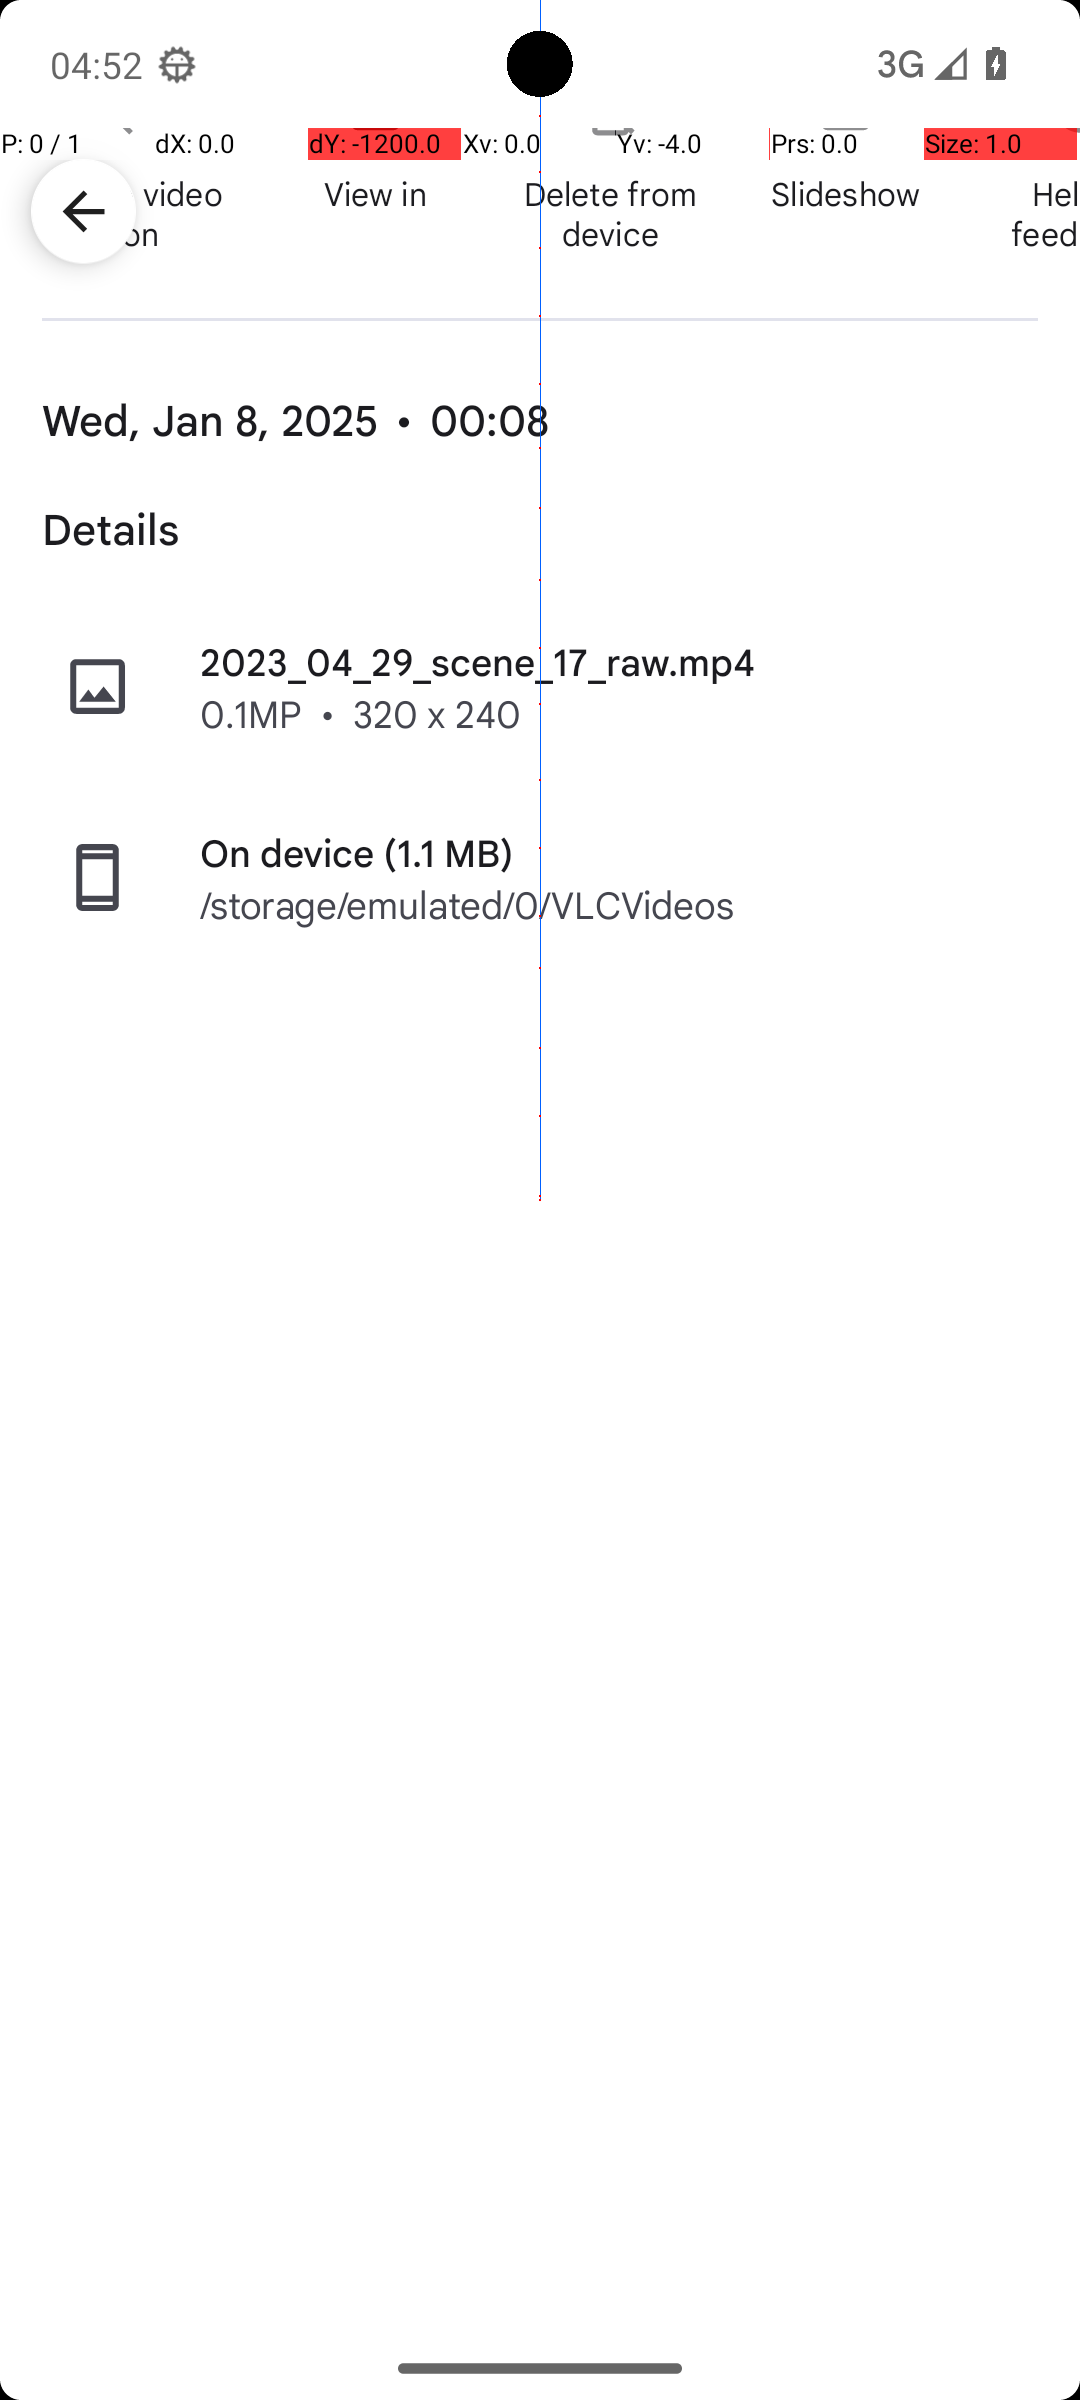 04:52
3G
P: 0 / 1
dX: 0.0
dY: -1200.0
Xv: 0.0
Yv: -4.0
Prs: 0.0
Size: 1.0
video
on
View in
Delete from
device
Slideshow
Hel
feed
Wed, Jan 8, 2025 • 00:08
Details
2023_04_29_scene_17_raw.mp4
0.1MP • 320 x 240
On device (1.1 MB)
/storage/emulated/0/VLCVideos